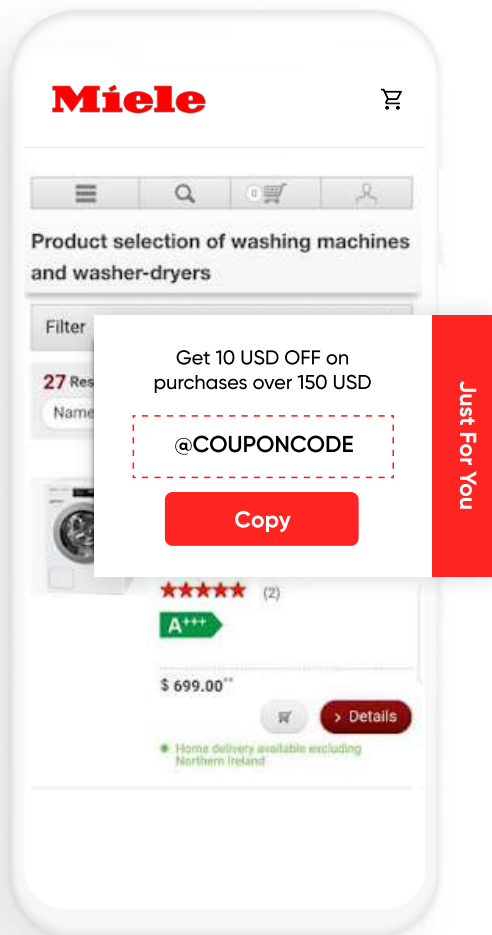 Miele
0
Product selection of washing machines
and washer-dryers
Filter
27 Res
Name
Get 10 USD OFF on
purchases over 150 USD
@COUPONCODE
Copy
Just For You
★★★★★ (2)
A+++
$ 699.00**
> Details
Home delivery available excluding
Northern Ireland